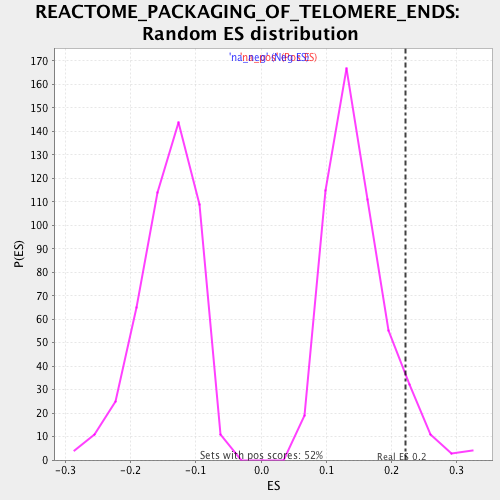 REACTOME_PACKAGING_OF_TELOMERE_ENDS:
Random ES distribution
P(ES)
170
160
150
140
130
120
110
100
90
80
70
60
50
40
30
20
10
0
Sets with pos scores: 52%
Real ES 0.2
-0.3 -0.2 -0.1 0.0 0.1 0.2 0.3
ES